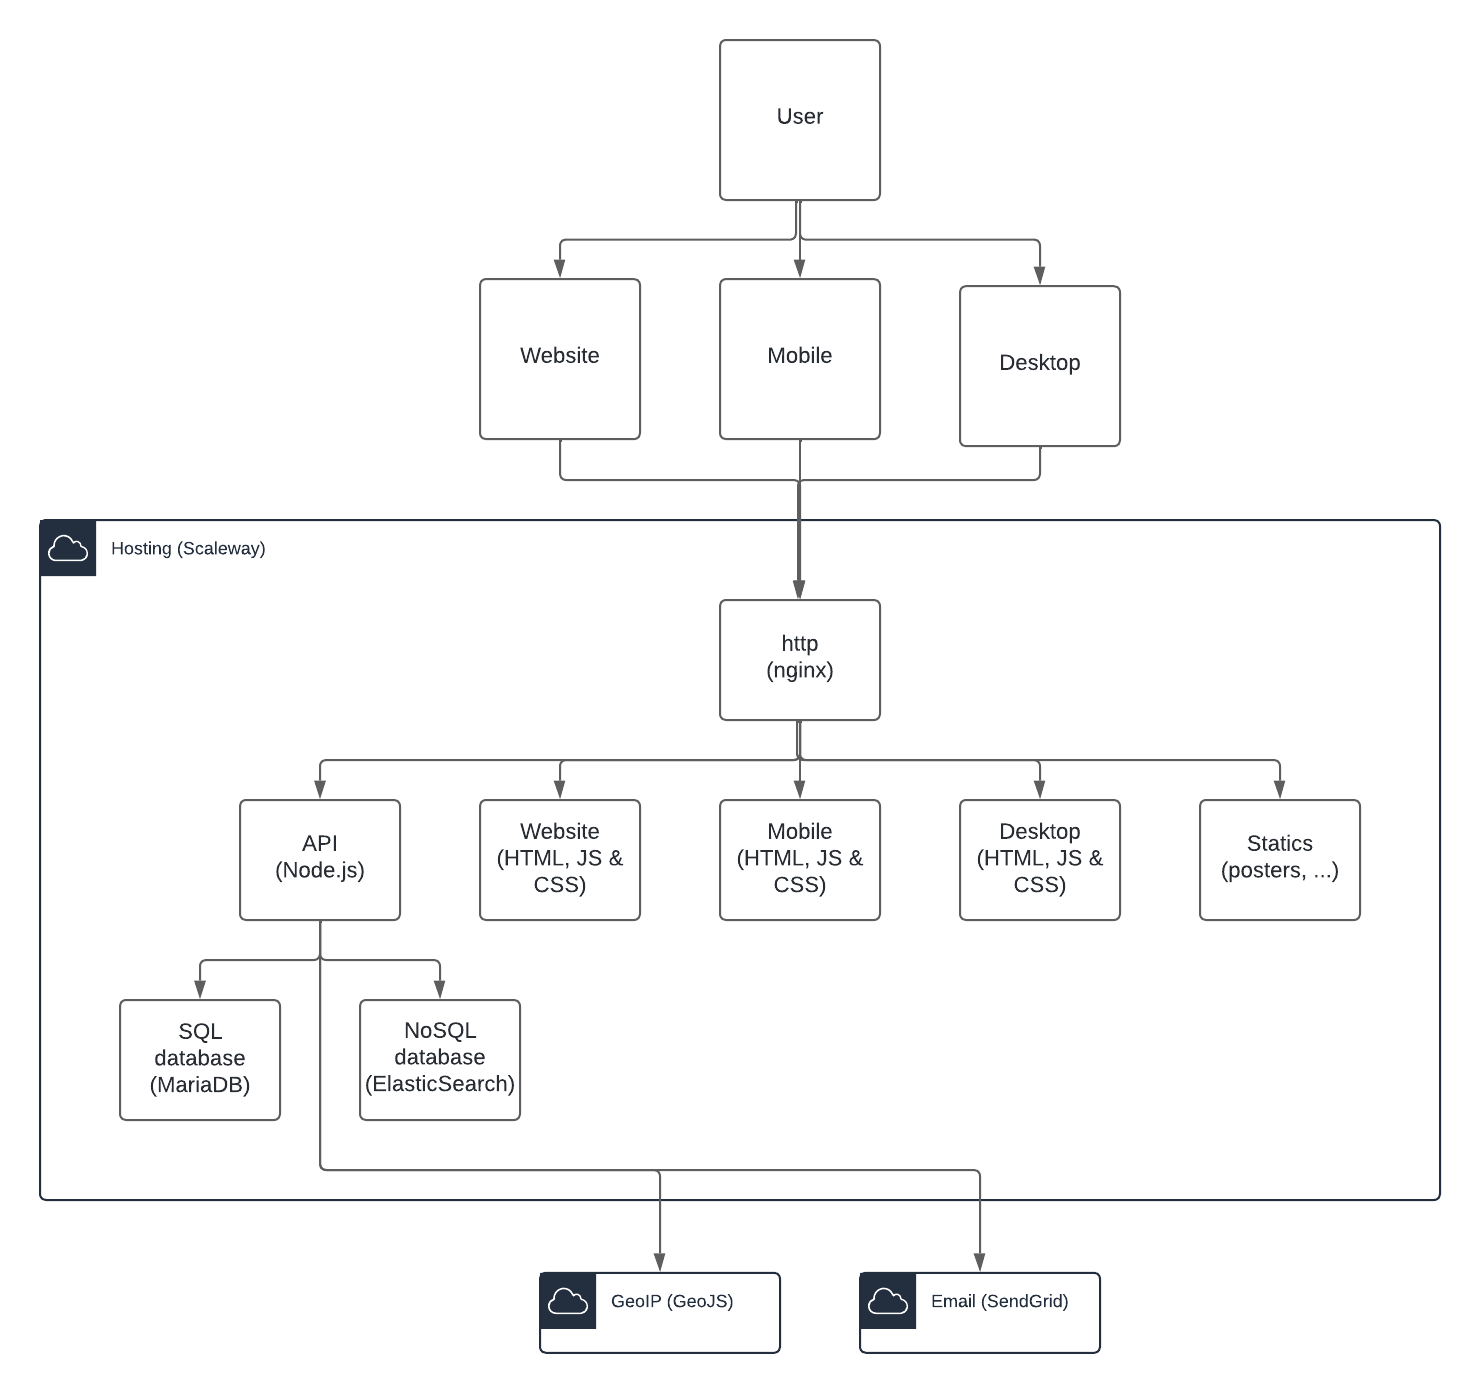 User
Website
Mobile
Desktop
Hosting (Scaleway)
http
(nginx)
API
(Node.js)
Website
(HTML, JS &
CSS)
Mobile
(HTML, JS &
CSS)
Desktop
(HTML, JS &
CSS)
Statics
(posters, ...)
SQL
database
(MariaDB)
NoSQL
database
(ElasticSearch)
GeoIP (GeoJS)
Email (SendGrid)